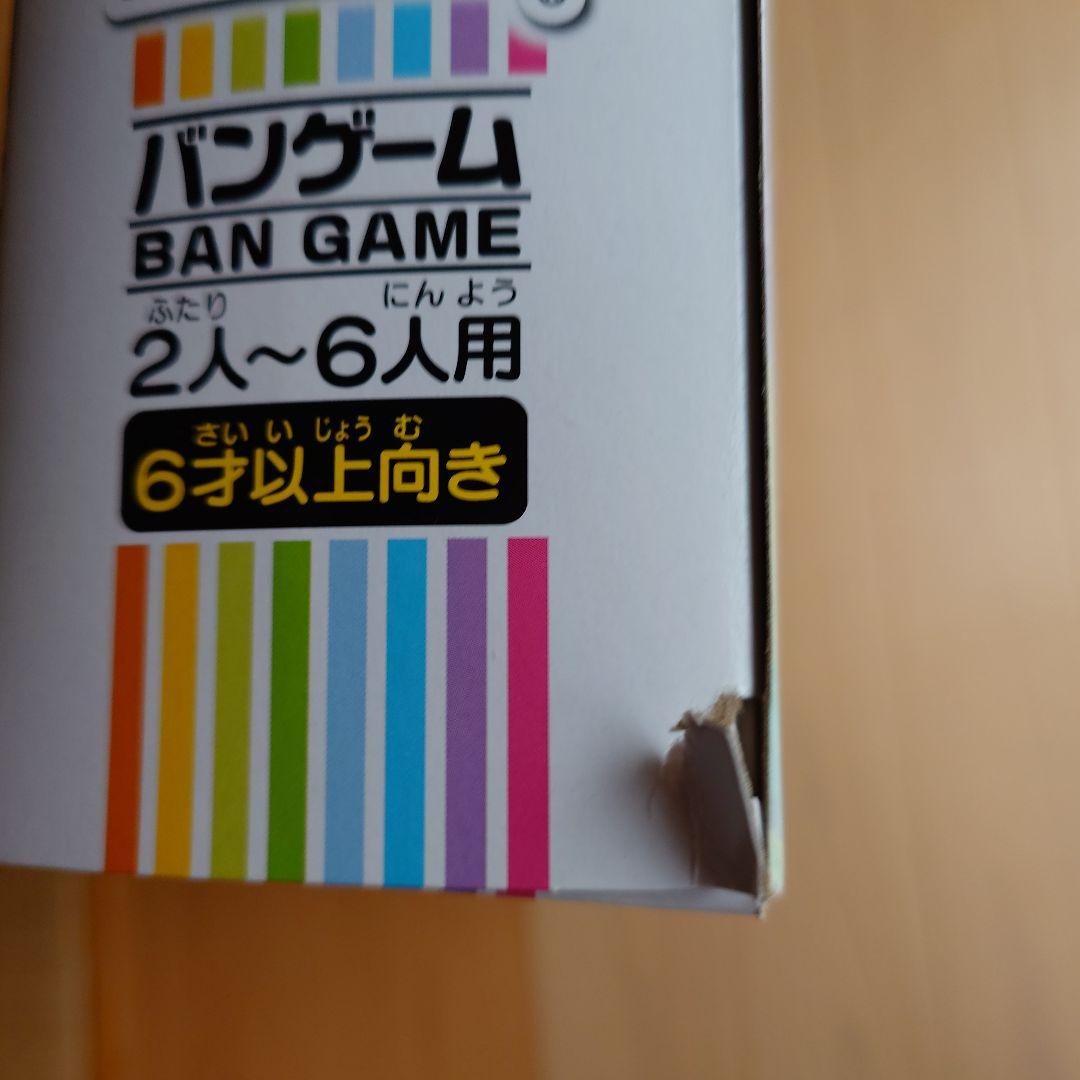 バンゲーム
BAN GAME
ふたり にんよう
2人～6人用
さい い じょう む
6才以上向き